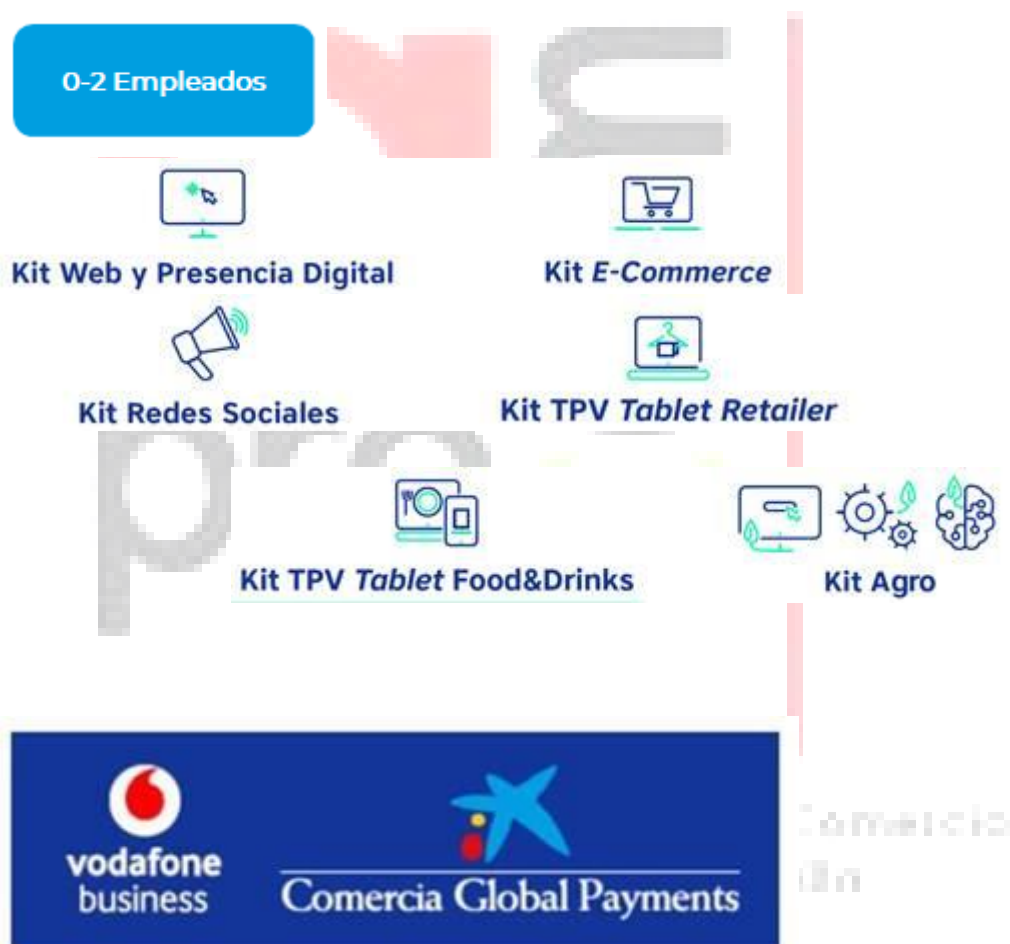 0-2 Empleados
Kit Web y Presencia Digital
Kit E-Commerce
Kit Redes Sociales
Kit TPV Tablet Retailer
Kit TPV Tablet Food&Drinks
Kit Agro
vodafone
business
Comercia Global Payments